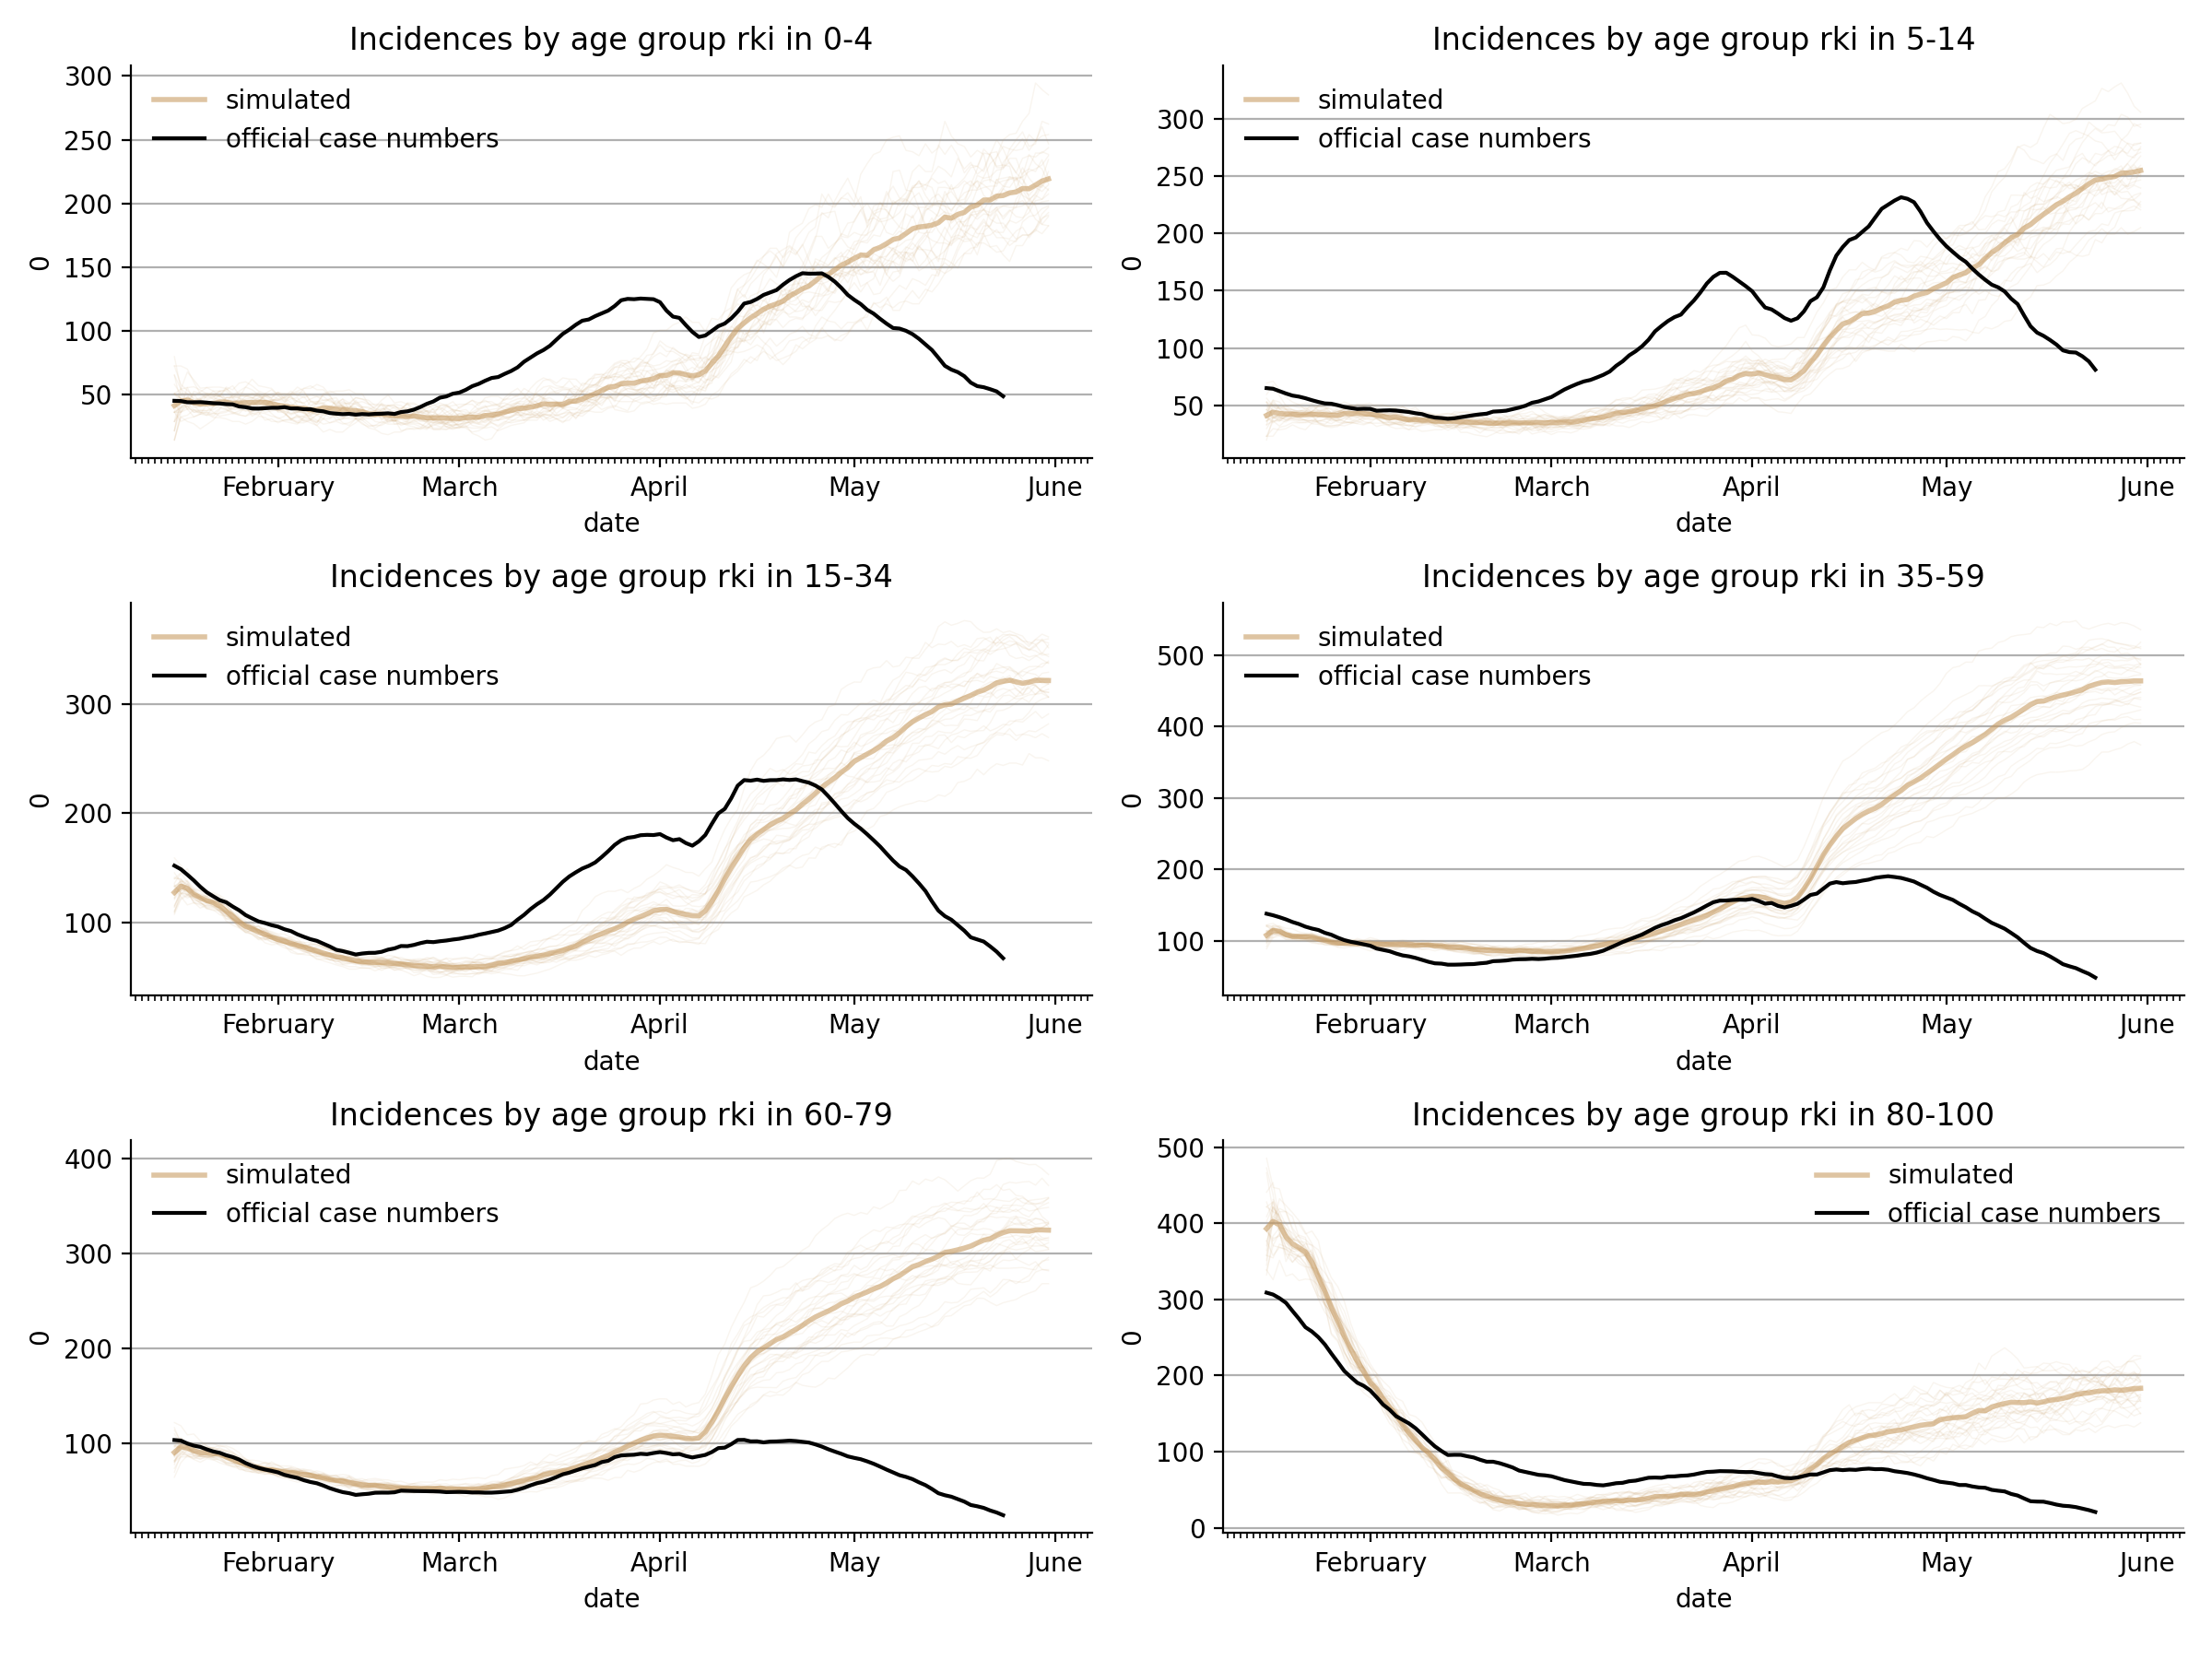 Incidences by age group rki in 0-4
simulated
official case numbers
0
300
250
200
150
100
50
February March April May June
date
Incidences by age group rki in 5-14
simulated
official case numbers
0
300
250
200
150
100
50
February March April May June
date
Incidences by age group rki in 15-34
simulated
official case numbers
0
300
200
100
February March April May June
date
Incidences by age group rki in 35-59
simulated
official case numbers
0
500
400
300
200
100
February March April May June
date
Incidences by age group rki in 60-79
simulated
official case numbers
0
400
300
200
100
February March April May June
date
Incidences by age group rki in 80-100
simulated
official case numbers
0
500
400
300
200
100
0
February March April May June
date